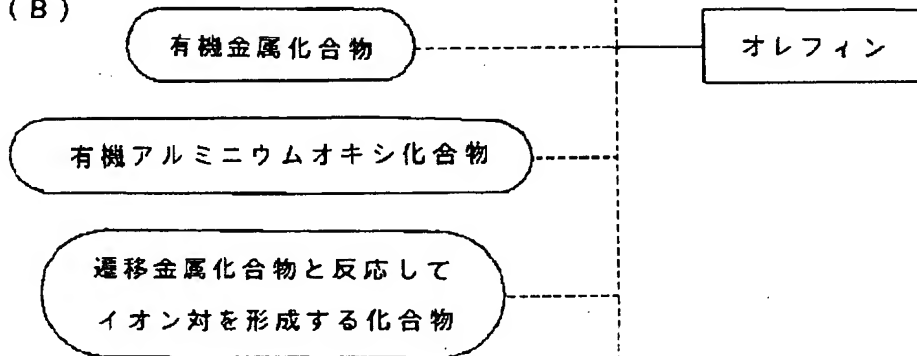 (B)
有機金属化合物
オレフィン
有機アルミニウムオキシ化合物
遷移金属化合物と反応して
イオン対を形成する化合物